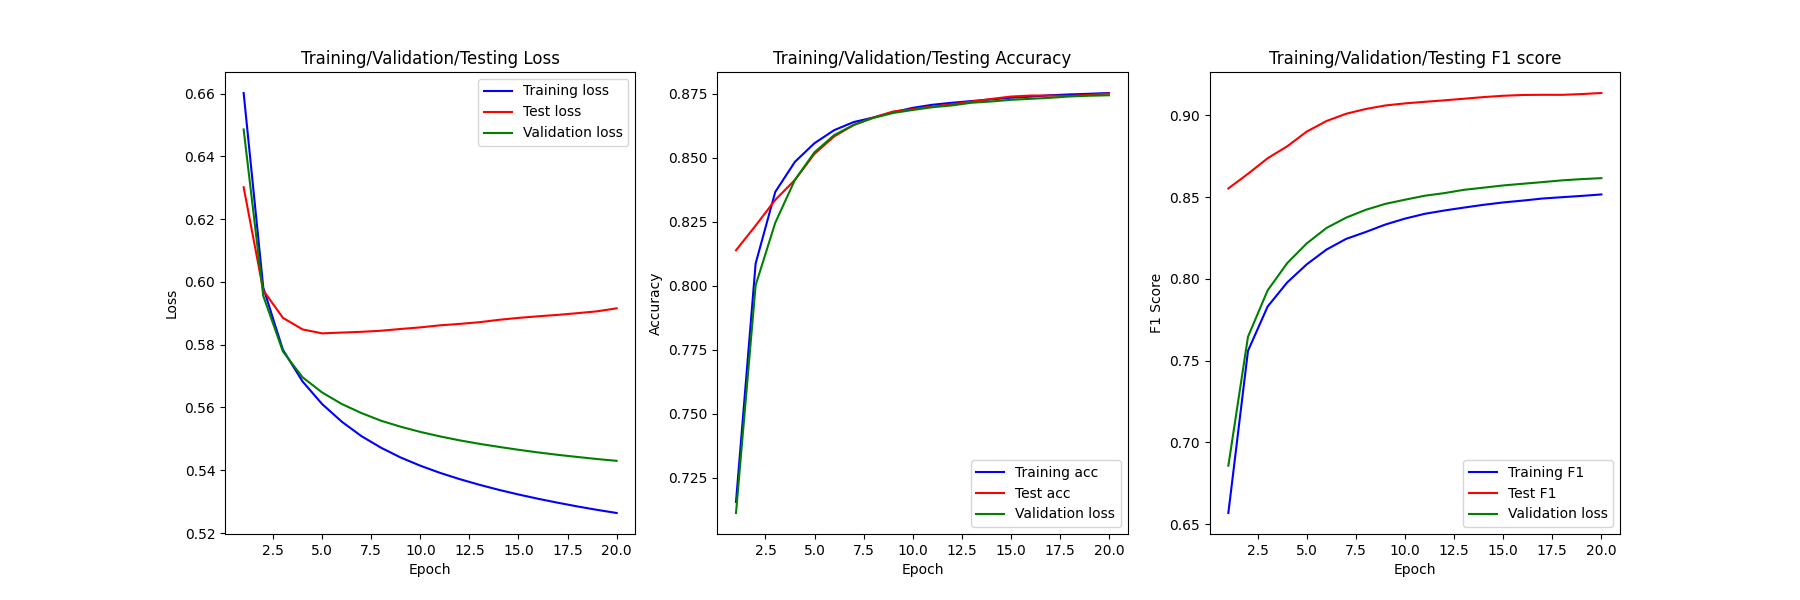 Training/Validation/Testing Loss
Training loss
Test loss
Validation loss
0.66
0.64
0.62
0.60
0.58
0.56
0.54
0.52
Loss
2.5 5.0 7.5 10.0 12.5 15.0 17.5 20.0
Epoch
Training/Validation/Testing Accuracy
0.875
0.850
0.825
0.800
0.775
0.750
0.725
Accuracy
Training acc
Test acc
Validation loss
2.5 5.0 7.5 10.0 12.5 15.0 17.5 20.0
Epoch
Training/Validation/Testing F1 score
0.90
0.85
0.80
0.75
0.70
0.65
F1 Score
Training F1
Test F1
Validation loss
2.5 5.0 7.5 10.0 12.5 15.0 17.5 20.0
Epoch